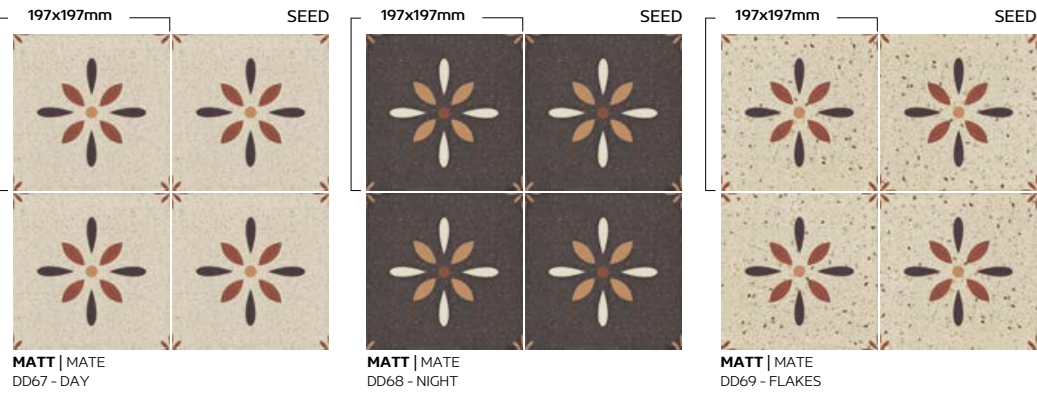 197x197mm SEED
MATT | MATE
DD67 - DAY
197x197mm SEED
MATT | MATE
DD68 - NIGHT
197x197mm SEED
MATT | MATE
DD69 - FLAKES